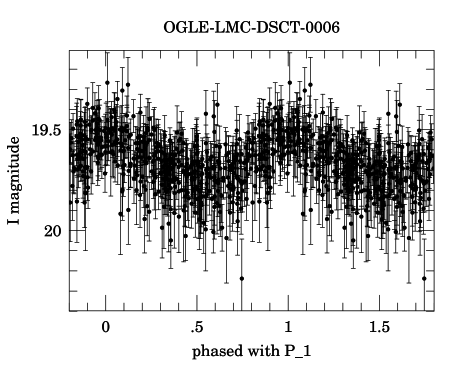 OGLE-LMC-DSCT-0006
I magnitude
19.5
20
0 .5 1 1.5
phased with P_1